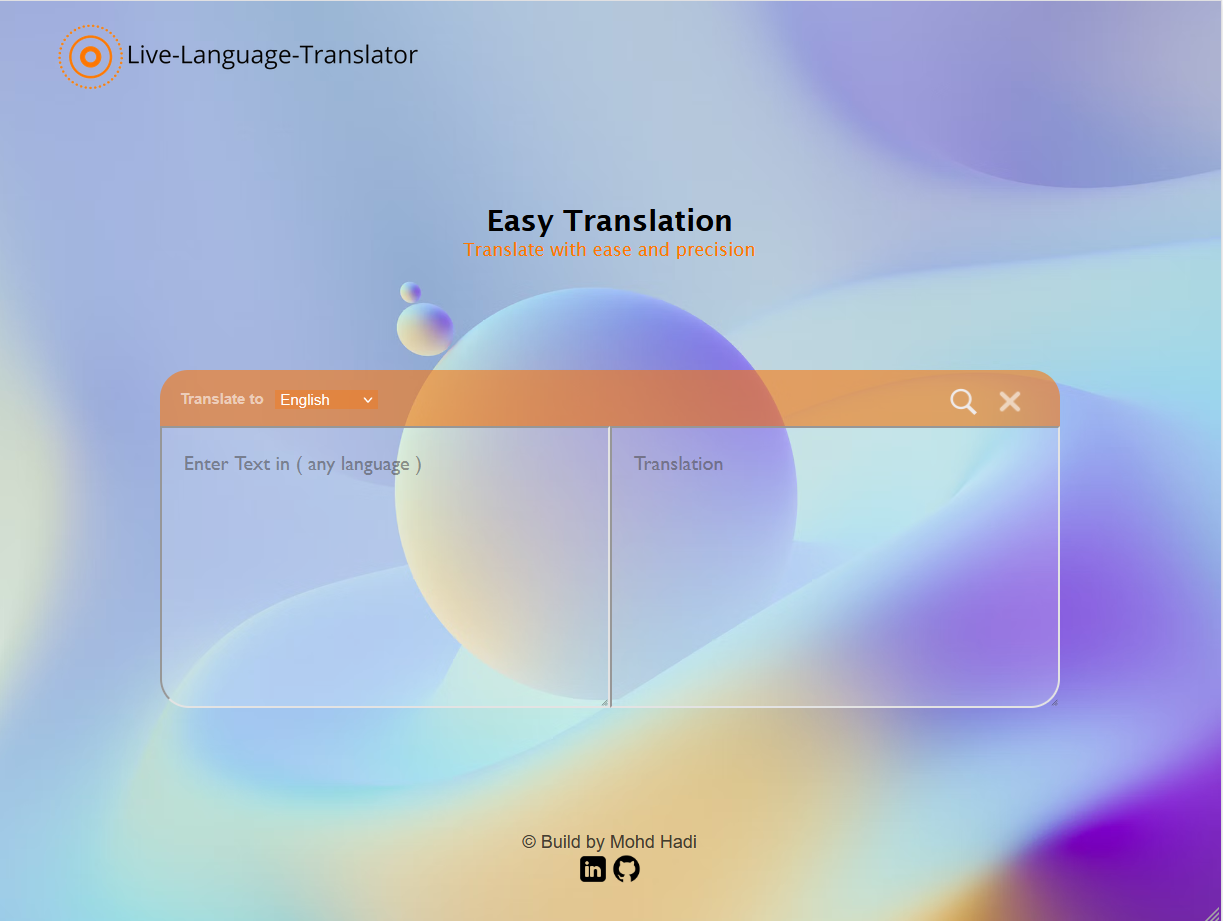 Live-Language-Translator
Easy Translation
Translate with ease and precision
Translate to English
Enter Text in ( any language )
Translation
© Build by Mohd Hadi
in